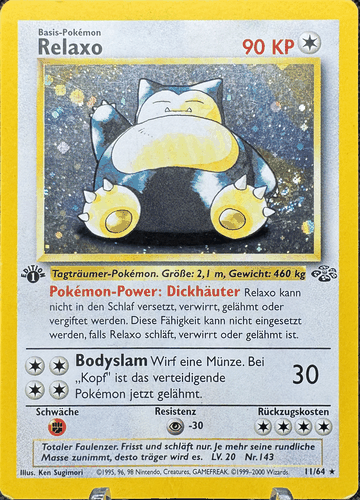 Basis-Pokémon
Relaxo 90 KP
EDITION 1
Tagträumer-Pokémon. Größe: 2,1 m, Gewicht: 460 kg
Pokémon-Power: Dickhäuter Relaxo kann
nicht in den Schlaf versetzt, verwirrt, gelähmt oder
vergiftet werden. Diese Fähigkeit kann nicht eingesetzt
werden, falls Relaxo schläft, verwirrt oder gelähmt ist.
Bodyslam Wirf eine Münze. Bei
„Kopf" ist das verteidigende
Pokémon jetzt gelähmt.
30
Schwäche Resistenz Rückzugskosten
-30
Totaler Faulenzer. Frisst und schläft nur. Je mehr seine rundliche
Masse zunimmt, desto träger wird es. LV. 20 Nr. 143
Illus. Ken Sugimori ©1995, 96, 98 Nintendo, Creatures, GAMEFREAK. ©1999-2000 Wizards. 11/64 ★